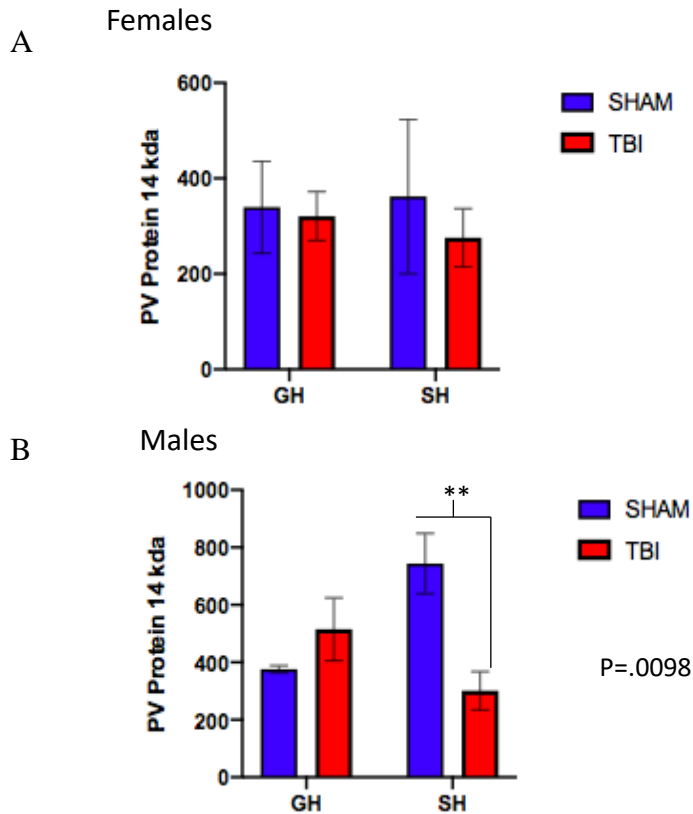 A
Females
600
400
200
0
PV Protein 14 kda
GH
SH
SHAM
TBI
B
Males
1000
800
600
400
200
0
PV Protein 14 kda
GH
SH
**
SHAM
TBI
P=.0098